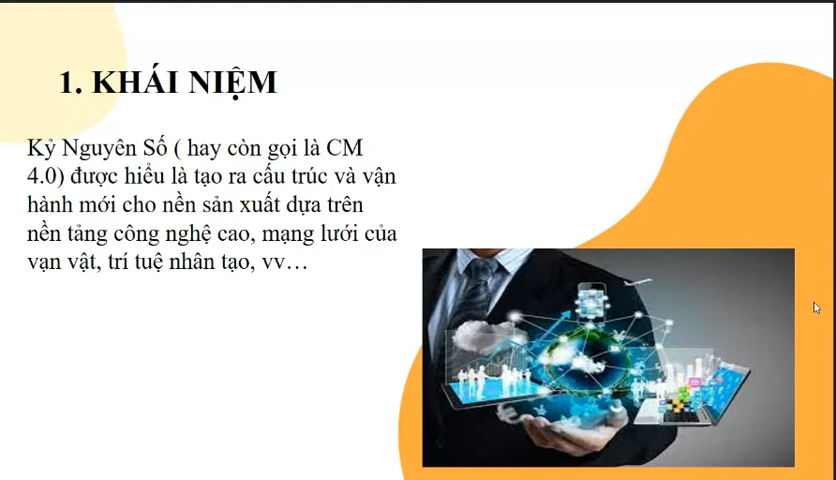 1. KHÁI NIỆM
Kỷ Nguyên Số ( hay còn gọi là CM
4.0) được hiểu là tạo ra cấu trúc và vận
hành mới cho nền sản xuất dựa trên
nền tảng công nghệ cao, mạng lưới của
vạn vật, trí tuệ nhân tạo, vv…